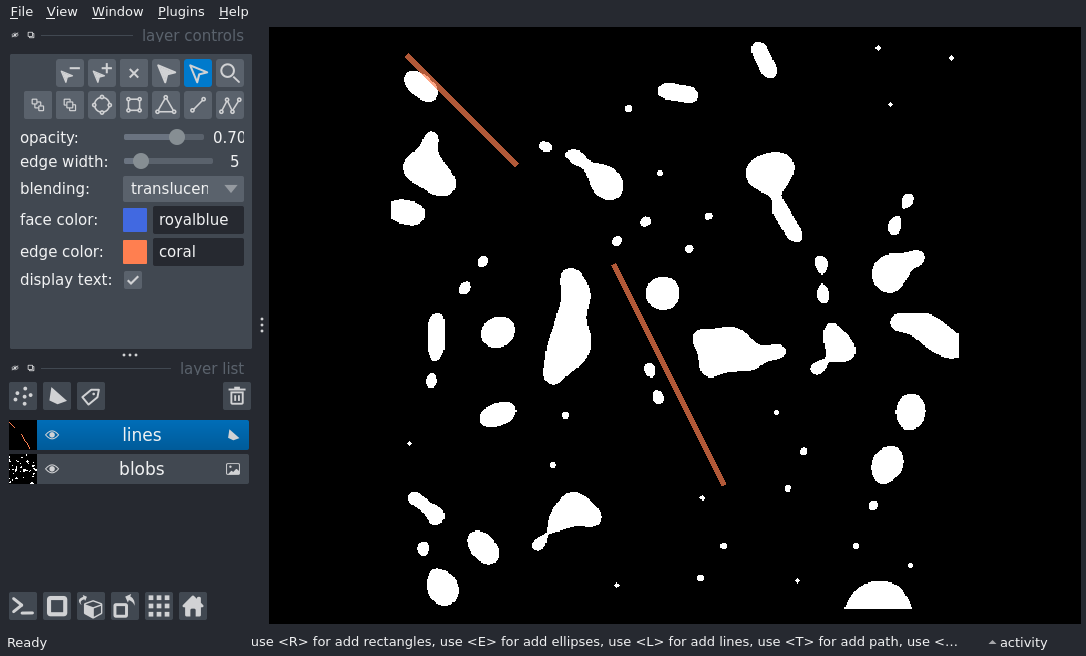 File View Window Plugins Help
layer controls
opacity: 0.70
edge width: 5
blending: translucen
face color: royalblue
edge color: coral
display text:
layer list
lines
blobs
Ready use <R> for add rectangles, use <E> for add ellipses, use <L> for add lines, use <T> for add path, use <... activity